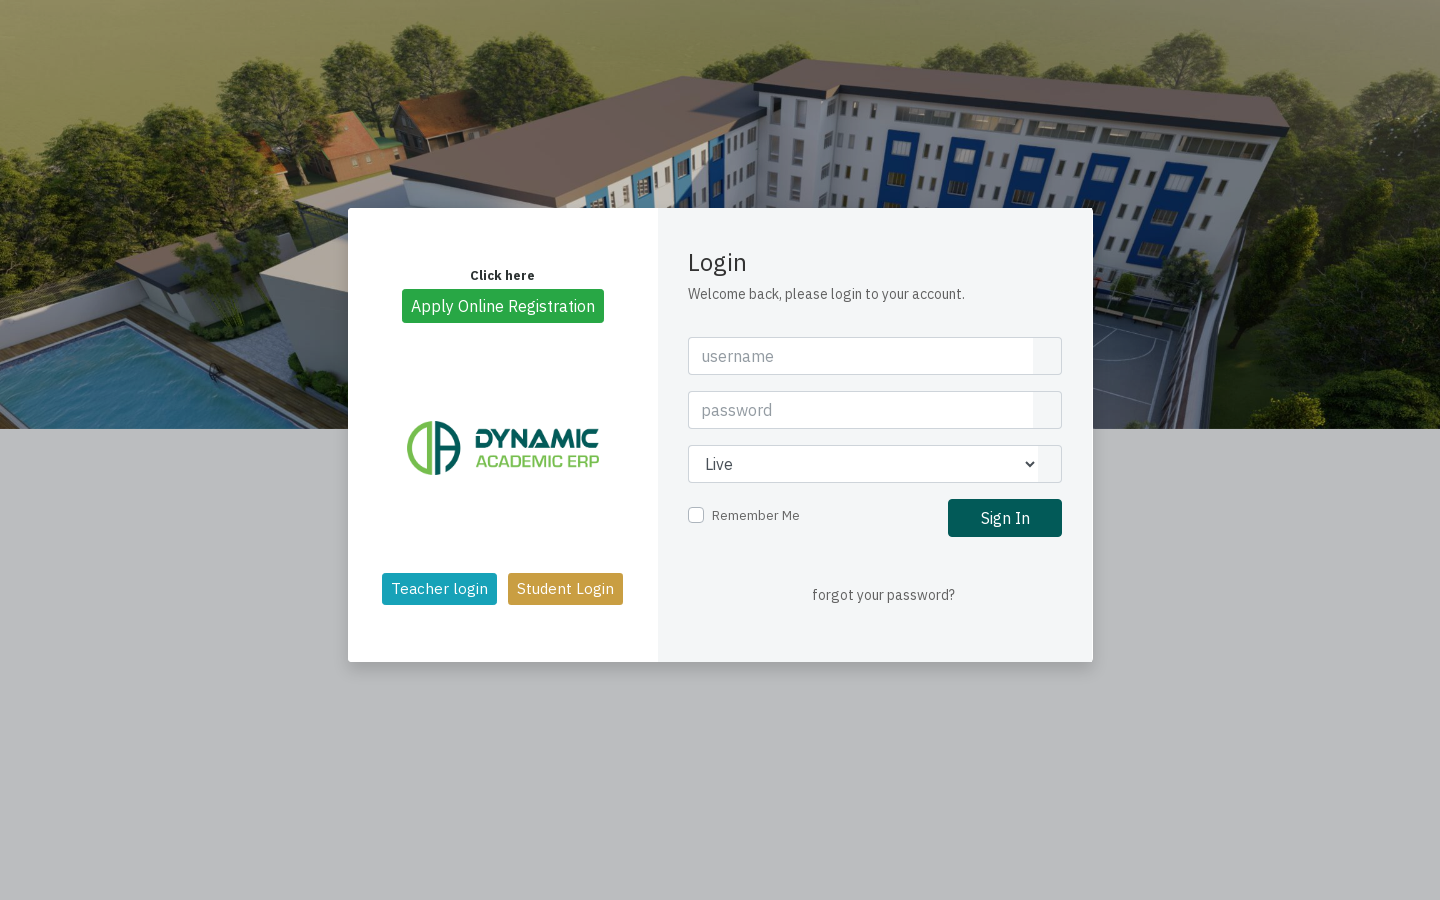 Click here
Apply Online Registration
DYNAMIC
ACADEMIC ERP
Teacher login
Student Login
Login
Welcome back, please login to your account.
username
password
Live
Remember Me
Sign In
forgot your password?